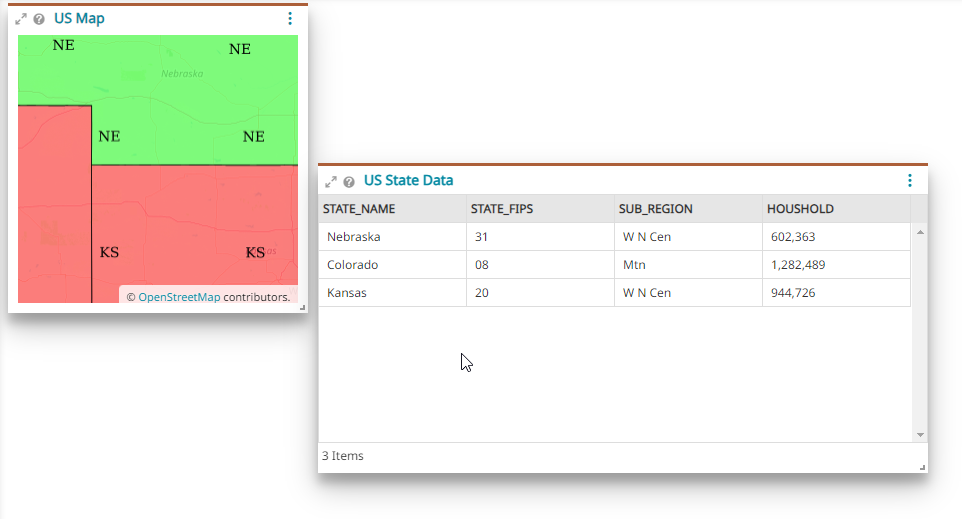 US Map
NE NE
Nebraska
NE NE
KS KS
© OpenStreetMap contributors.
US State Data
STATE_NAME STATE_FIPS SUB_REGION HOUSHOLD
Nebraska 31 W N Cen 602,363
Colorado 08 Mtn 1,282,489
Kansas 20 W N Cen 944,726
3 Items